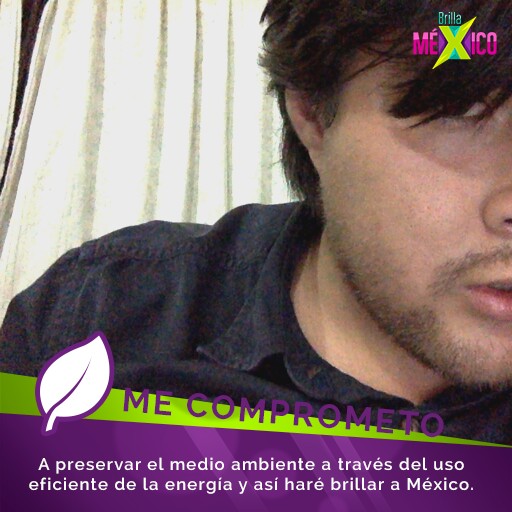 Brilla
MÉXICO
ME COMPROMETO
A preservar el medio ambiente a través del uso
eficiente de la energía y así haré brillar a México.